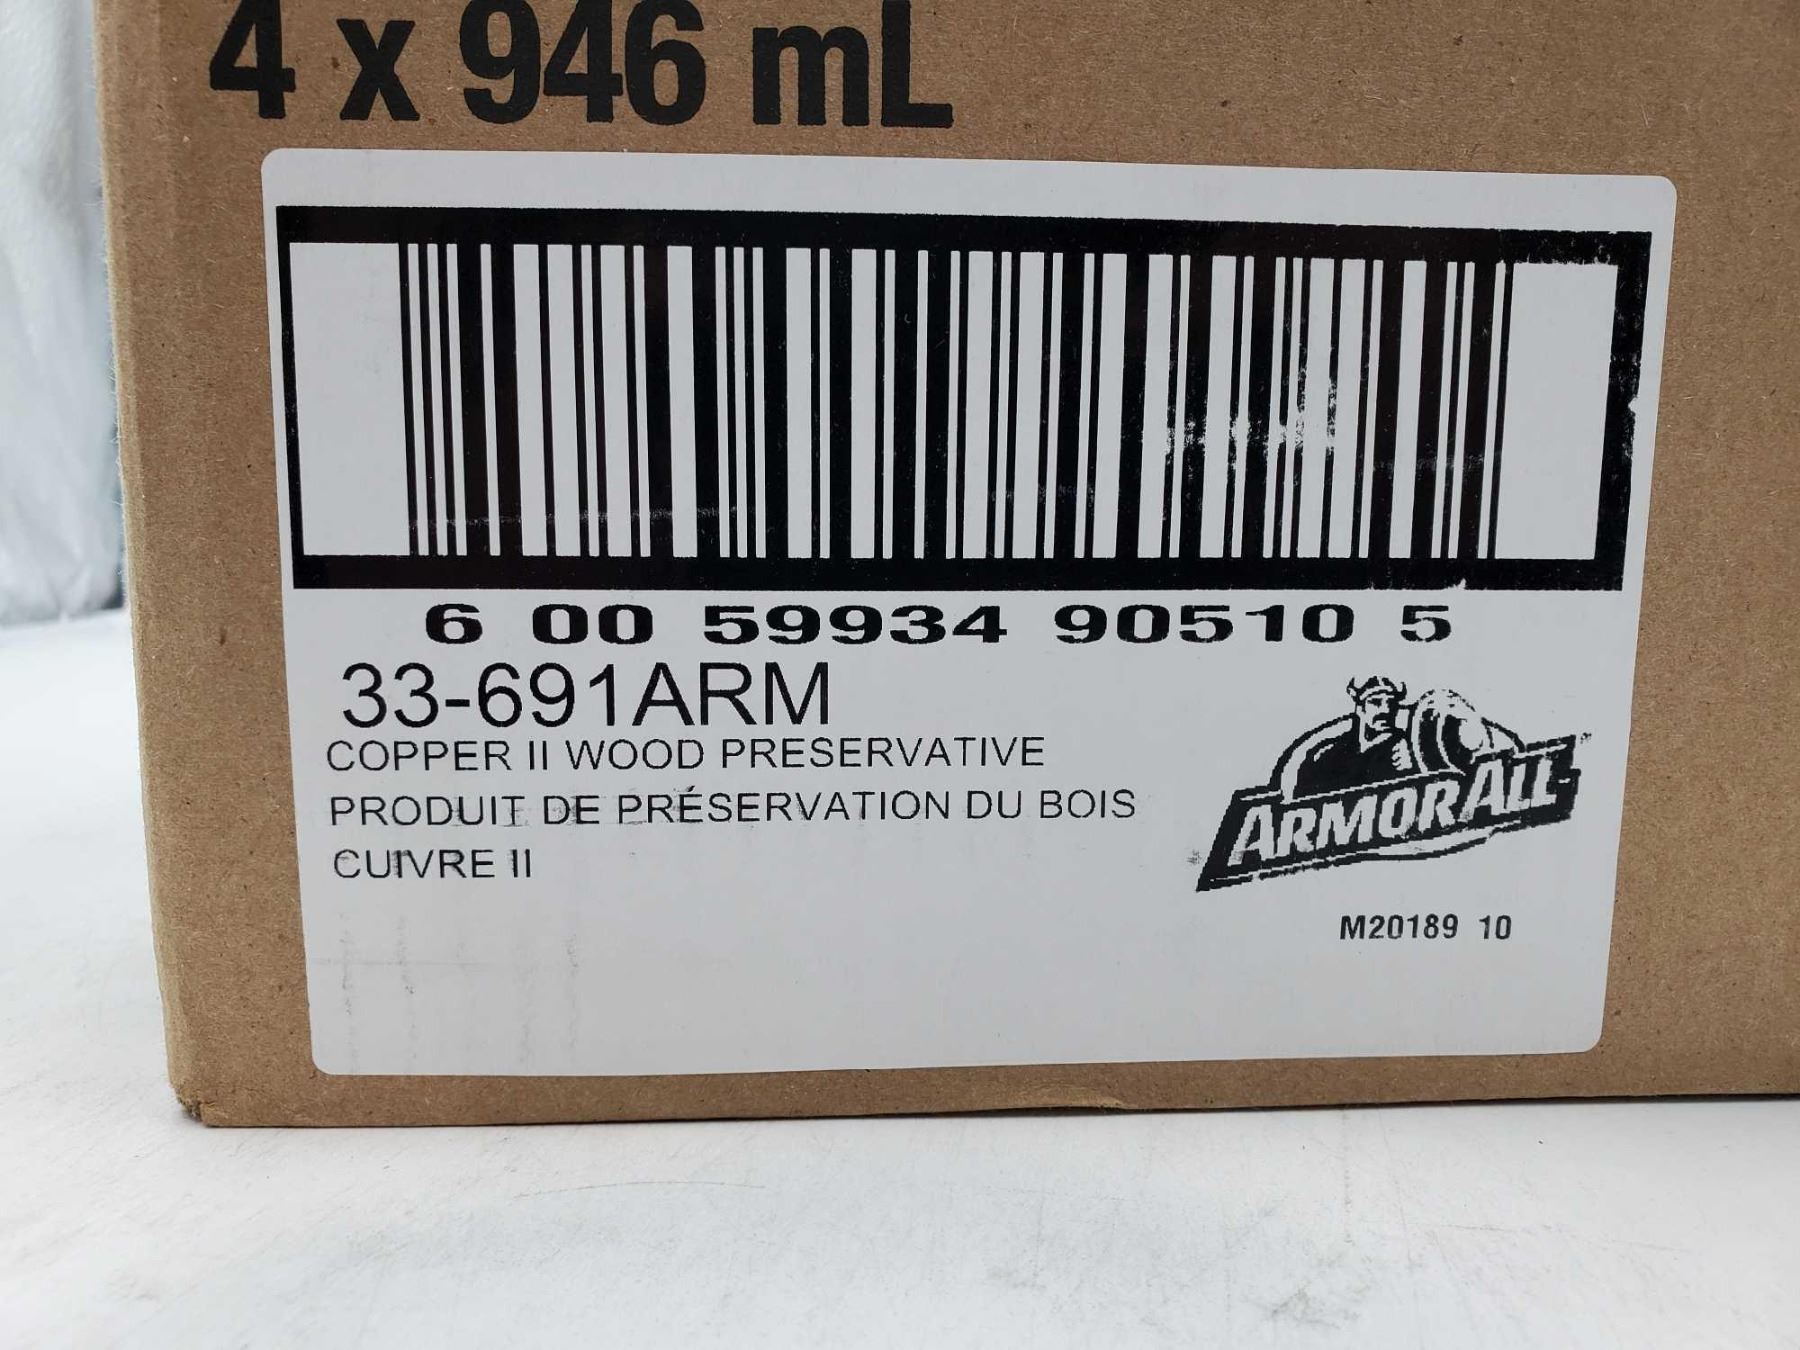 4 x 946 mL
6 00 59934 90510 5
33-691ARM
COPPER II WOOD PRESERVATIVE
PRODUIT DE PRÉSERVATION DU BOIS
CUIVRE II
ARMOR ALL
M20189 10